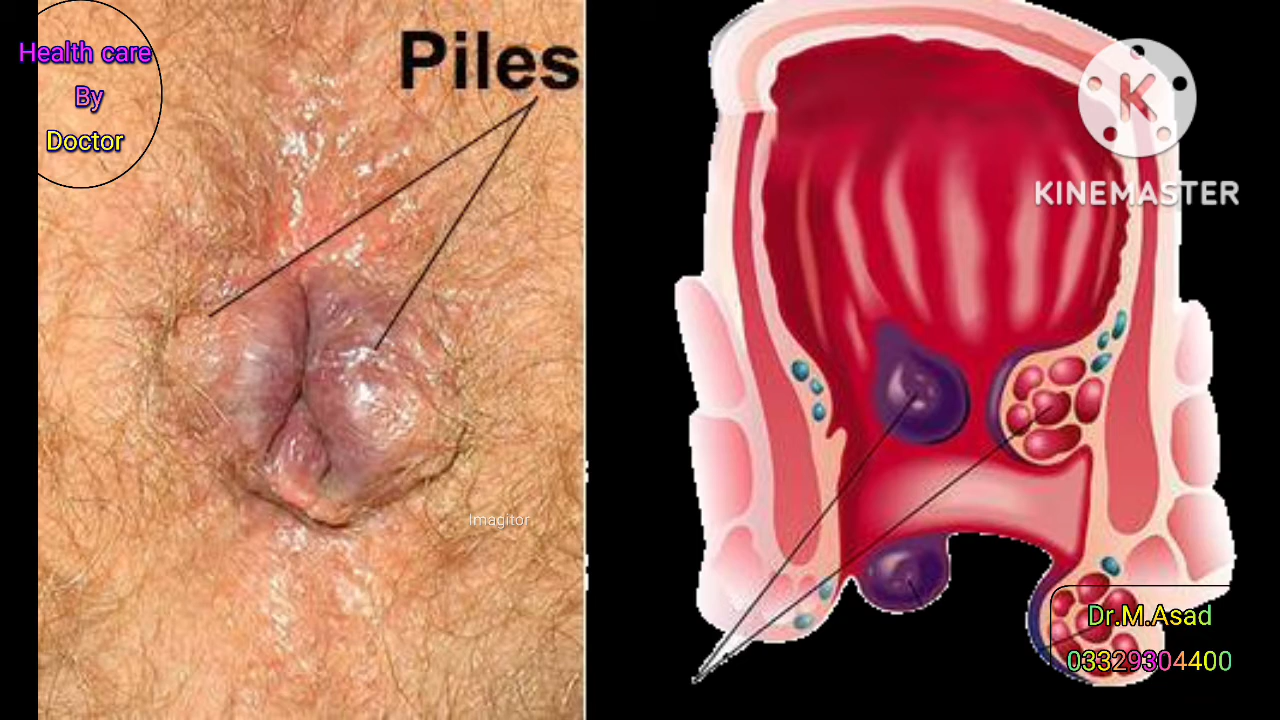 Health care
By
Doctor
Piles
KINEMASTER
Imagitor
Dr.M.Asad
03329304400